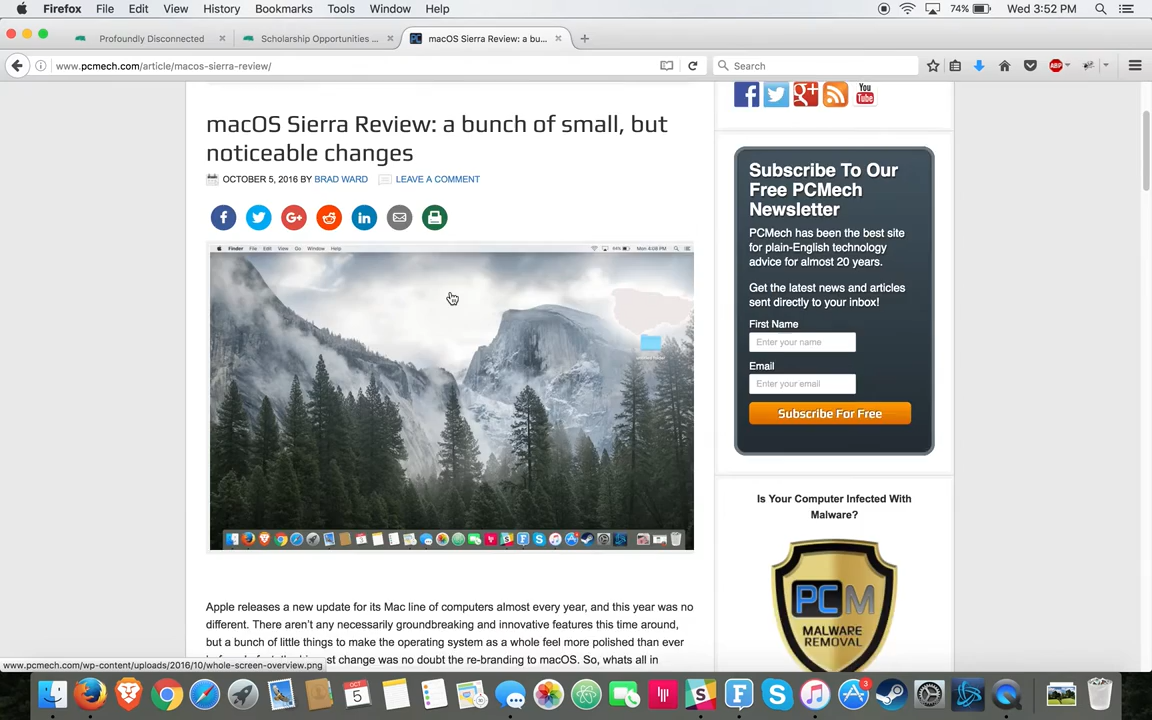 Firefox File Edit View History Bookmarks Tools Window Help 74% Wed 3:52 PM
Profoundly Disconnected
Scholarship Opportunities ...
macOS Sierra Review: a bu...
www.pcmech.com/article/macos-sierra-review/
Search
ABP
macOS Sierra Review: a bunch of small, but
noticeable changes
OCTOBER 5, 2016 BY BRAD WARD LEAVE A COMMENT
Finder File Edit View Go Window Help Mon 4:08 PM
Apple releases a new update for its Mac line of computers almost every year, and this year was no
different. There aren't any necessarily groundbreaking and innovative features this time around,
but a bunch of little things to make the operating system as a whole feel more polished than ever
st change was no doubt the re-branding to macOS. So, whats all in
You
Tube
Subscribe To Our
Free PCMech
Newsletter
PCMech has been the best site
for plain-English technology
advice for almost 20 years.
Get the latest news and articles
sent directly to your inbox!
First Name
Enter your name
Email
Enter your email
Subscribe For Free
Is Your Computer Infected With
Malware?
PCM
MALWARE
REMOVAL
www.pcmech.com/wp-content/uploads/2016/10/whole-screen-overview.png
5
3